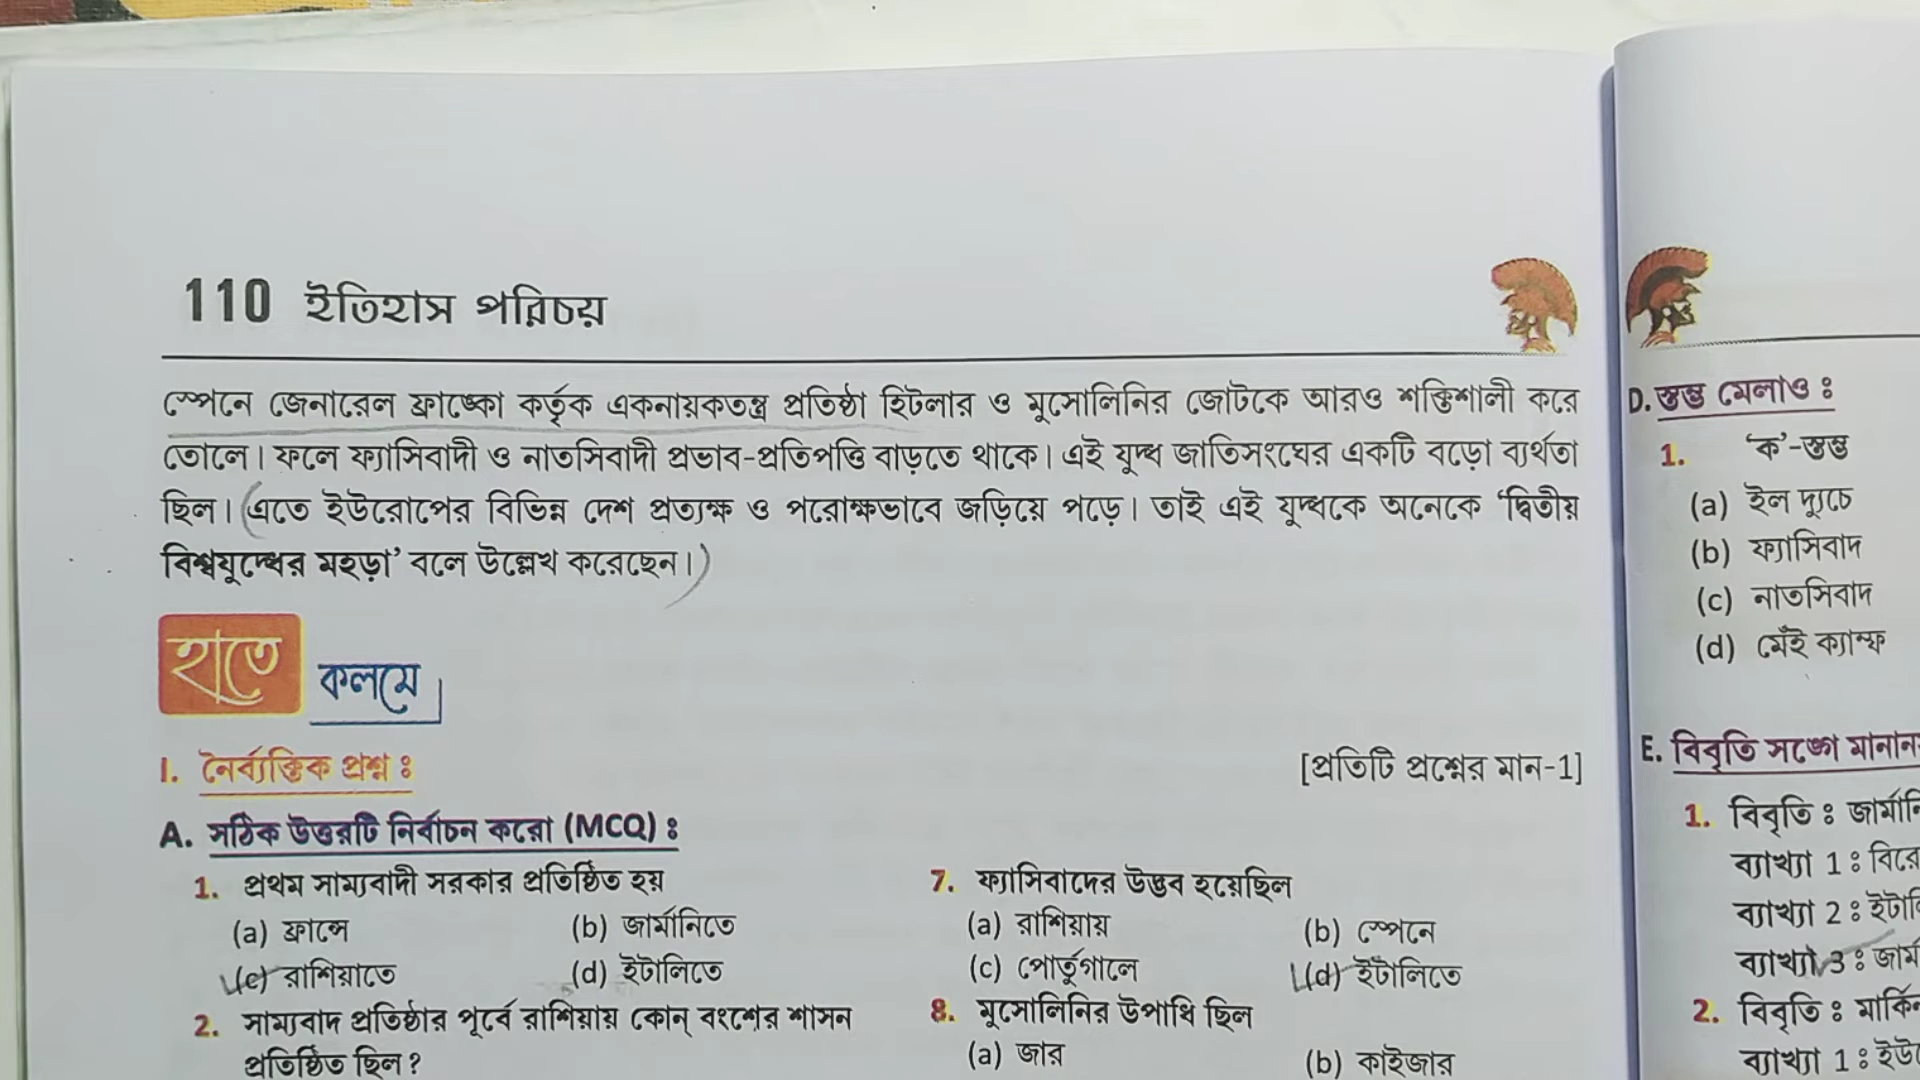 110 ইতিহাস পরিচয়
স্পেনে জেনারেল ফ্রাঙ্কো কর্তৃক একনায়কতন্ত্র প্রতিষ্ঠা হিটলার ও মুসোলিনির জোটকে আরও শক্তিশালী করে
তোলে। ফলে ফ্যাসিবাদী ও নাতসিবাদী প্রভাব-প্রতিপত্তি বাড়তে থাকে। এই যুদ্ধ জাতিসংঘের একটি বড়ো ব্যর্থতা
ছিল। (এতে ইউরোপের বিভিন্ন দেশ প্রত্যক্ষ ও পরোক্ষভাবে জড়িয়ে পড়ে। তাই এই যুদ্ধকে অনেকে ‘দ্বিতীয়
বিশ্বযুদ্ধের মহড়া’ বলে উল্লেখ করেছেন।)
হাতে
কলমে
I. নৈর্ব্যক্তিক প্রশ্ন ঃ [প্রতিটি প্রশ্নের মান-1]
A. সঠিক উত্তরটি নির্বাচন করো (MCQ) ঃ
1. প্রথম সাম্যবাদী সরকার প্রতিষ্ঠিত হয়
(a) ফ্রান্সে (b) জার্মানিতে
(c) রাশিয়াতে (d) ইটালিতে
2. সাম্যবাদ প্রতিষ্ঠার পূর্বে রাশিয়ায় কোন্ বংশের শাসন
প্রতিষ্ঠিত ছিল?
7. ফ্যাসিবাদের উদ্ভব হয়েছিল
(a) রাশিয়ায় (b) স্পেনে
(c) পোর্তুগালে (d) ইটালিতে
8. মুসোলিনির উপাধি ছিল
(a) জার (b) কাইজার
D. স্তম্ভ মেলাও ঃ
1. ‘ক’-স্তম্ভ
(a) ইল দ্যুচে
(b) ফ্যাসিবাদ
(c) নাতসিবাদ
(d) মেঁই ক্যাম্ফ
E. বিবৃতি সঙ্গে মানান
1. বিবৃতি ঃ জার্মানি
ব্যাখ্যা 1 ঃ বিরে
ব্যাখ্যা 2 ঃ ইটালি
ব্যাখ্যা 3 ঃ জার্ম
2. বিবৃতি ঃ মার্কিন
ব্যাখ্যা 1 ঃ ইউ